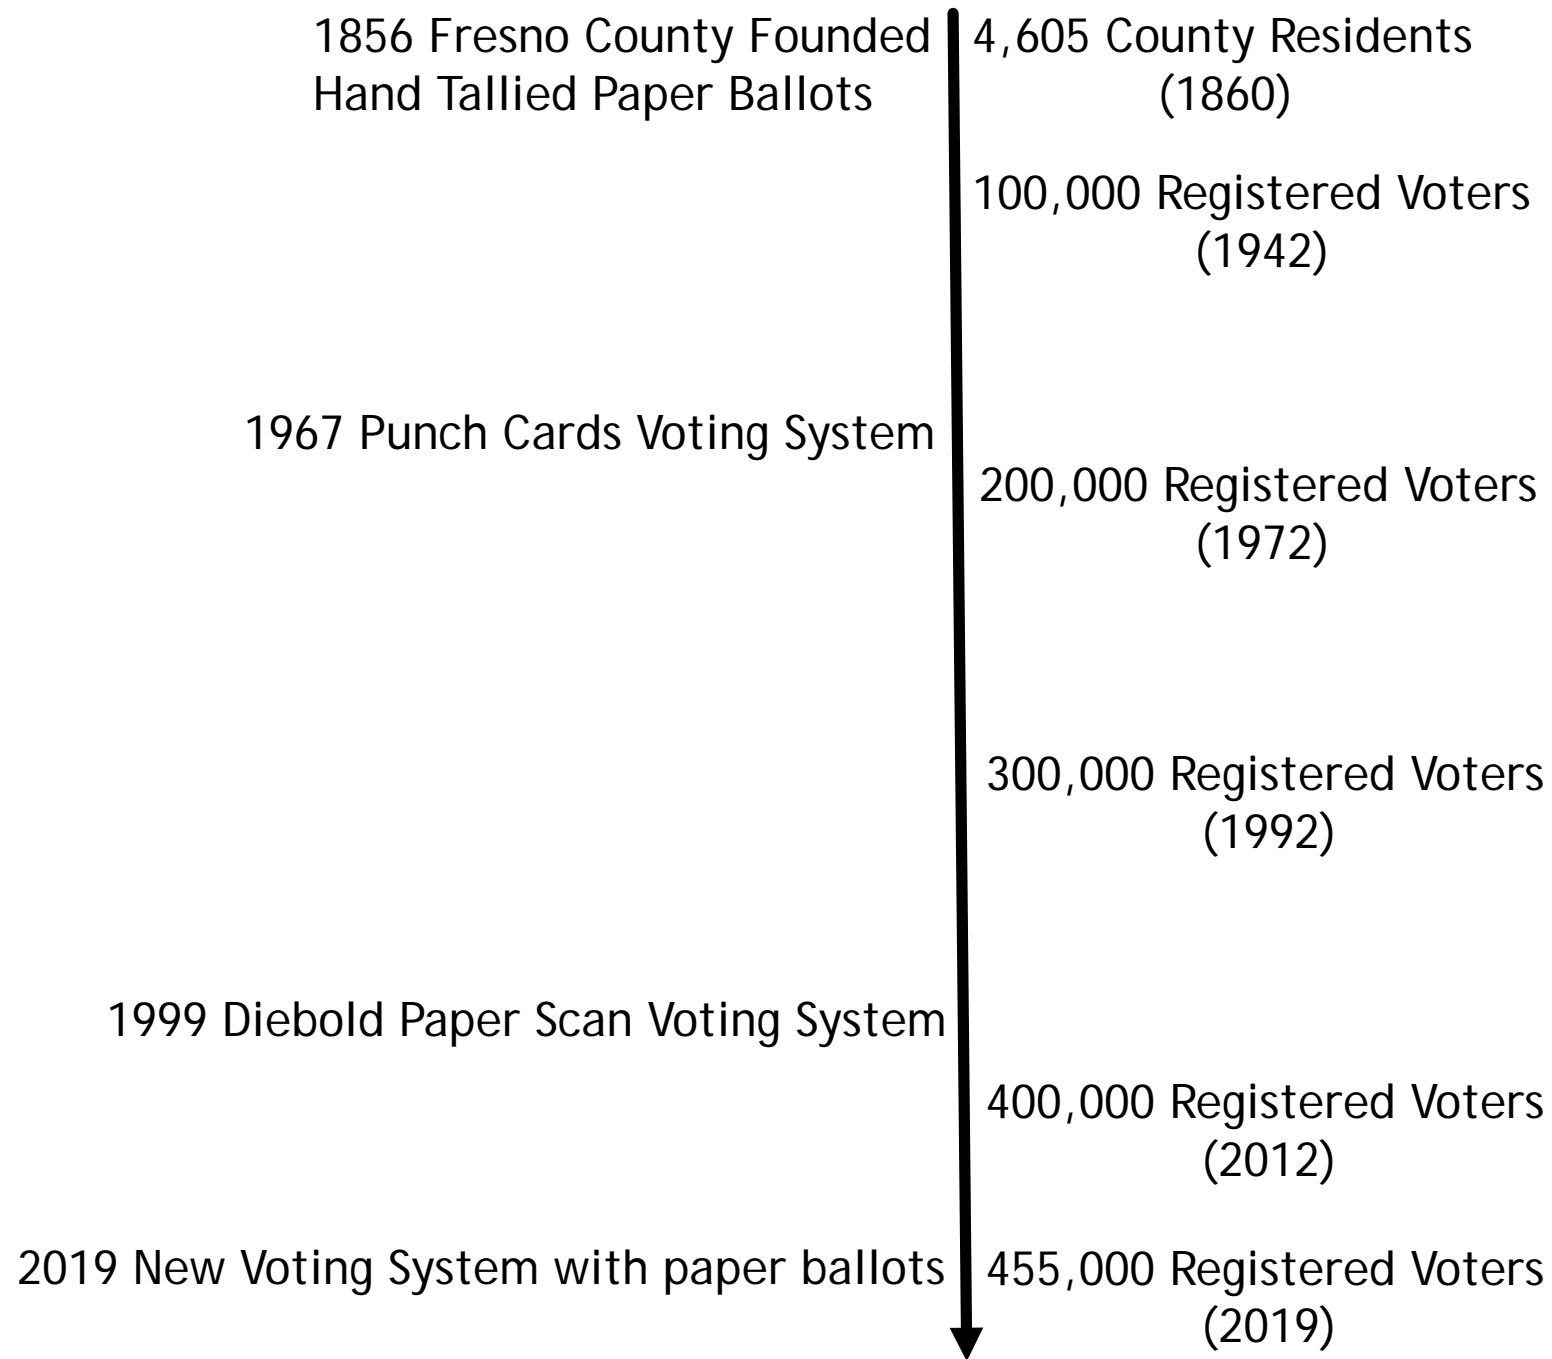 1856 Fresno County Founded
Hand Tallied Paper Ballots
4,605 County Residents
(1860)
100,000 Registered Voters
(1942)
1967 Punch Cards Voting System
200,000 Registered Voters
(1972)
300,000 Registered Voters
(1992)
1999 Diebold Paper Scan Voting System
400,000 Registered Voters
(2012)
2019 New Voting System with paper ballots
455,000 Registered Voters
(2019)